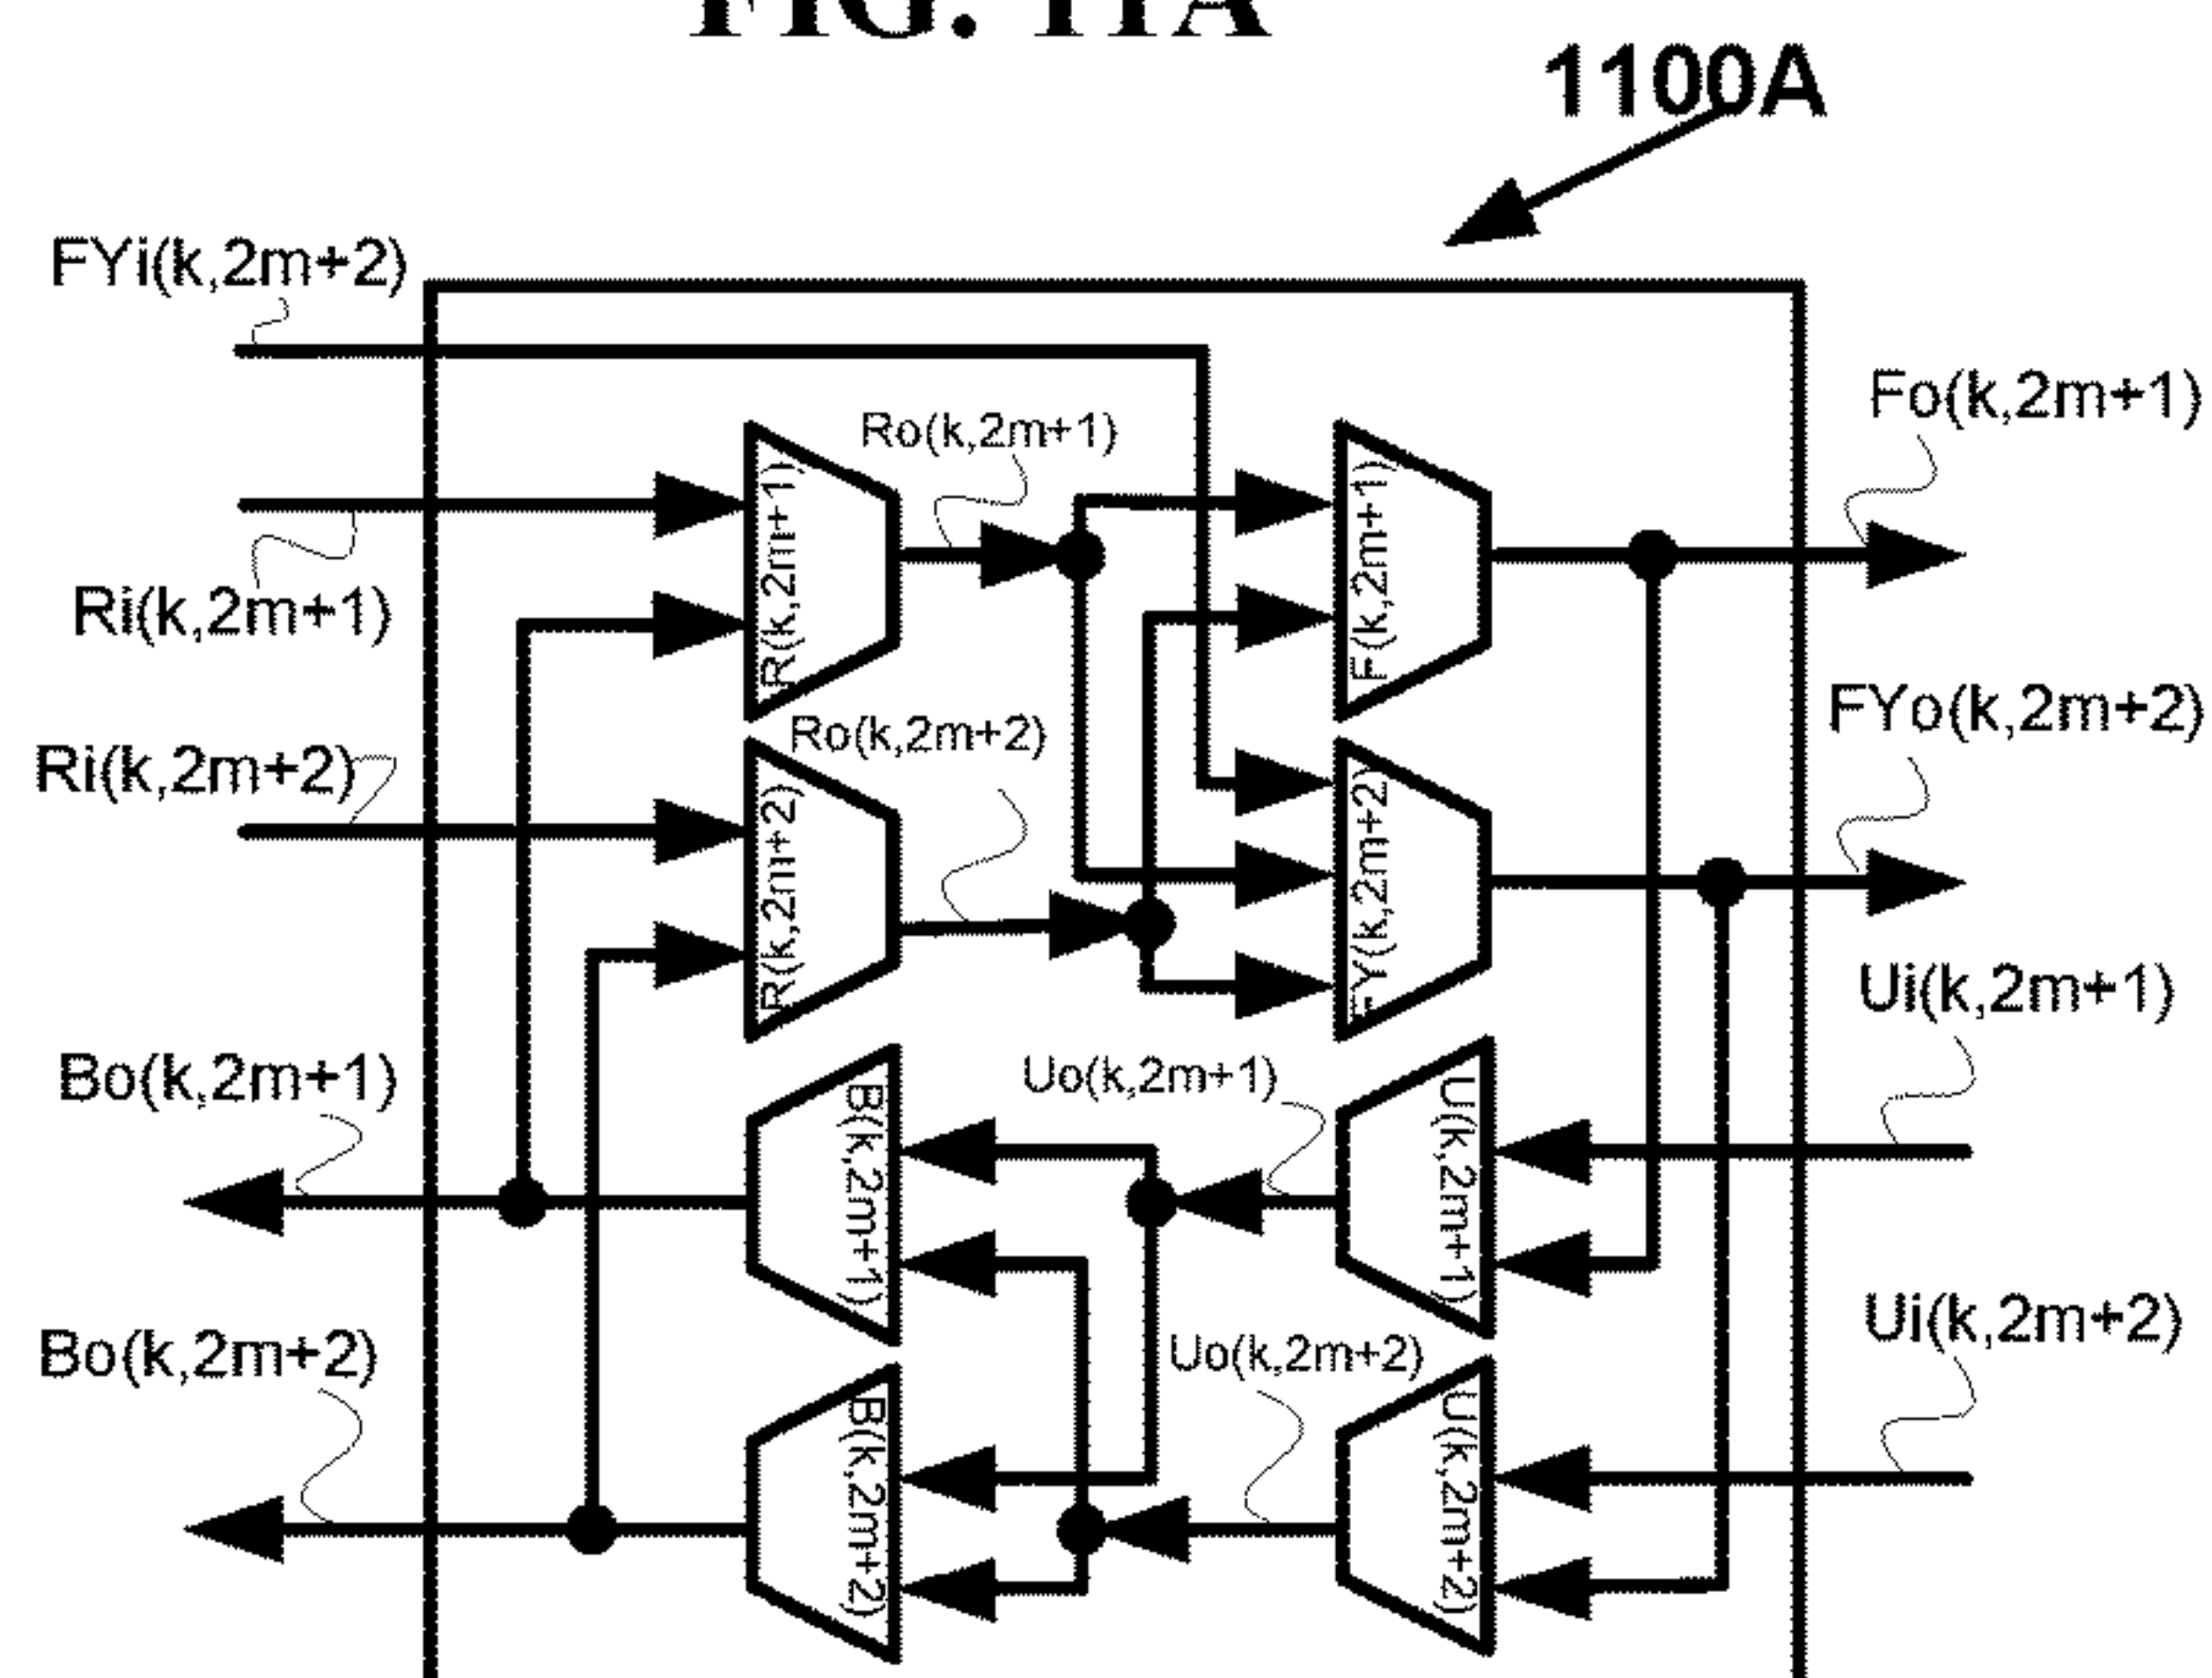 FIG. 11A
1100A
FYi(k,2m+2)
Fo(k,2m+1)
Ro(k,2m+1)
R(k,2m+1)
F(k,2m+1)
Ri(k,2m+1)
FYo(k,2m+2)
Ro(k,2m+2)
Ri(k,2m+2)
R(k,2m+2)
FY(k,2m+2)
Ui(k,2m+1)
Bo(k,2m+1)
Uo(k,2m+1)
B(k,2m+1)
U(k,2m+1)
Ui(k,2m+2)
Bo(k,2m+2)
Uo(k,2m+2)
B(k,2m+2)
U(k,2m+2)